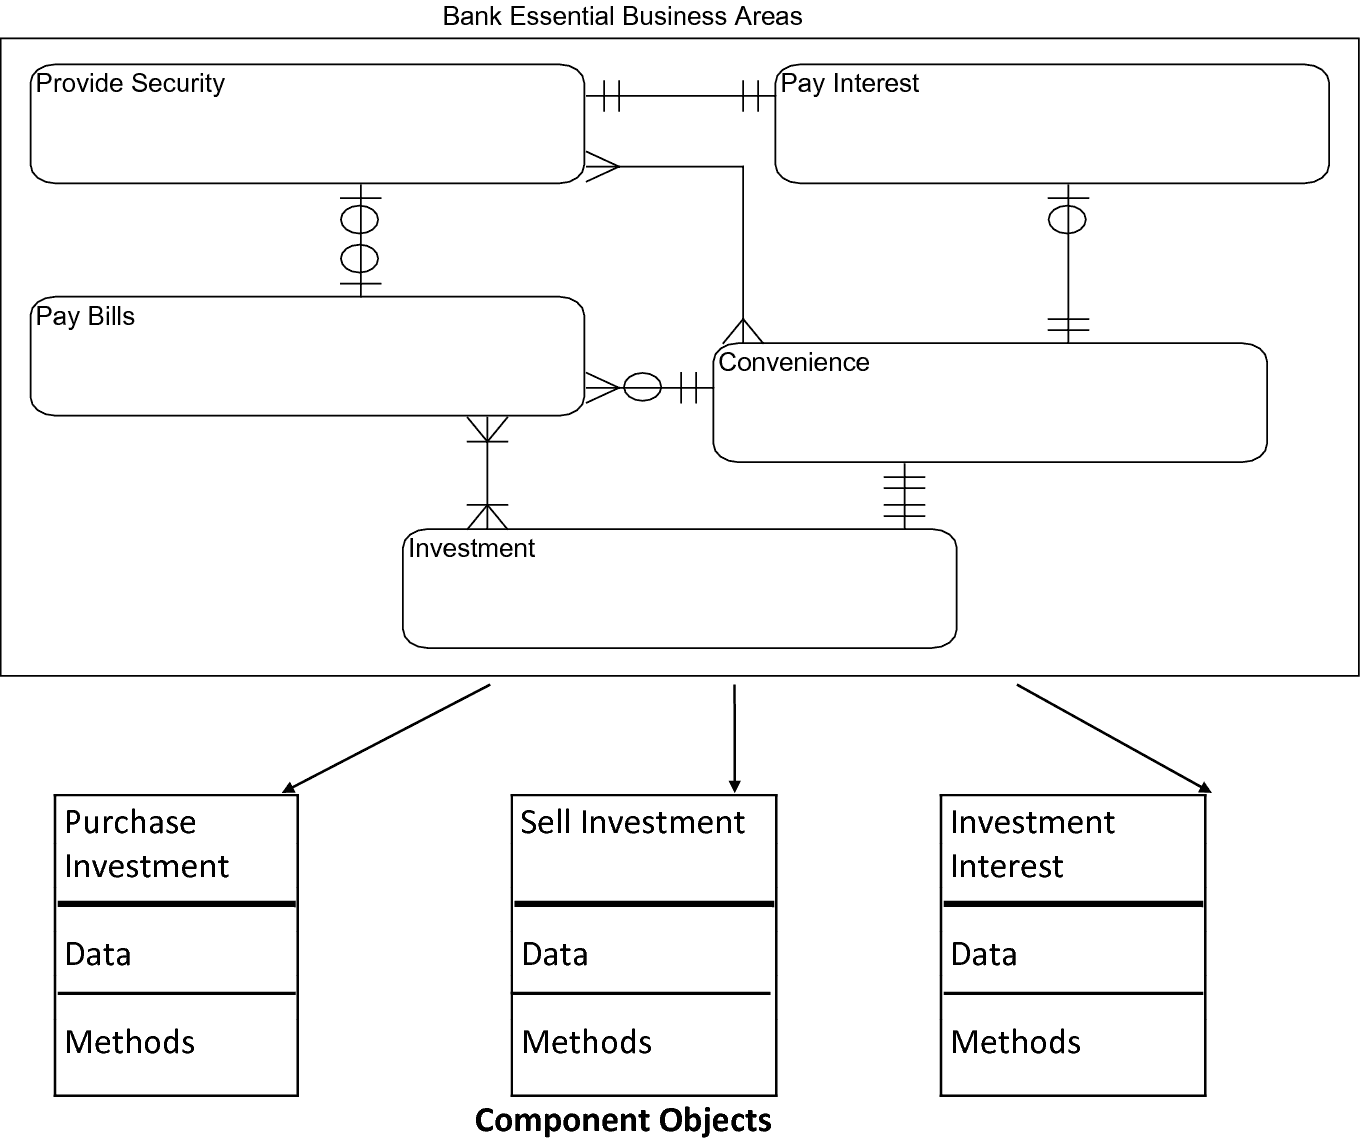 Bank Essential Business Areas
Provide Security
Pay Interest
Pay Bills
Convenience
Investment
Purchase
Investment
Data
Methods
Sell Investment
Data
Methods
Investment
Interest
Data
Methods
Component Objects